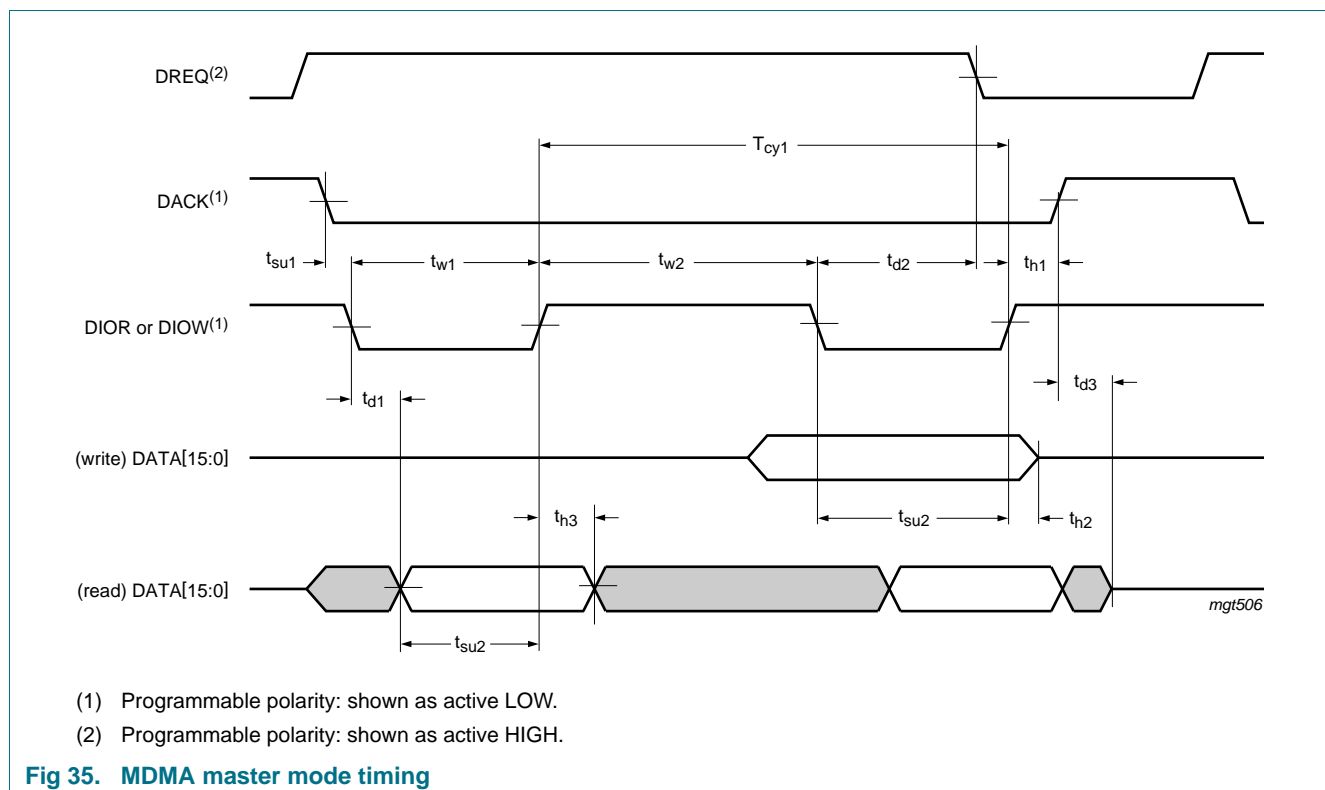 DREQ(2)
Tcy1
DACK(1)
tsu1 tw1 tw2 td2 th1
DIOR or DIOW(1)
td1 td3
(write) DATA[15:0]
th3 tsu2 th2
(read) DATA[15:0]
mgt506
tsu2
(1) Programmable polarity: shown as active LOW.
(2) Programmable polarity: shown as active HIGH.
Fig 35. MDMA master mode timing